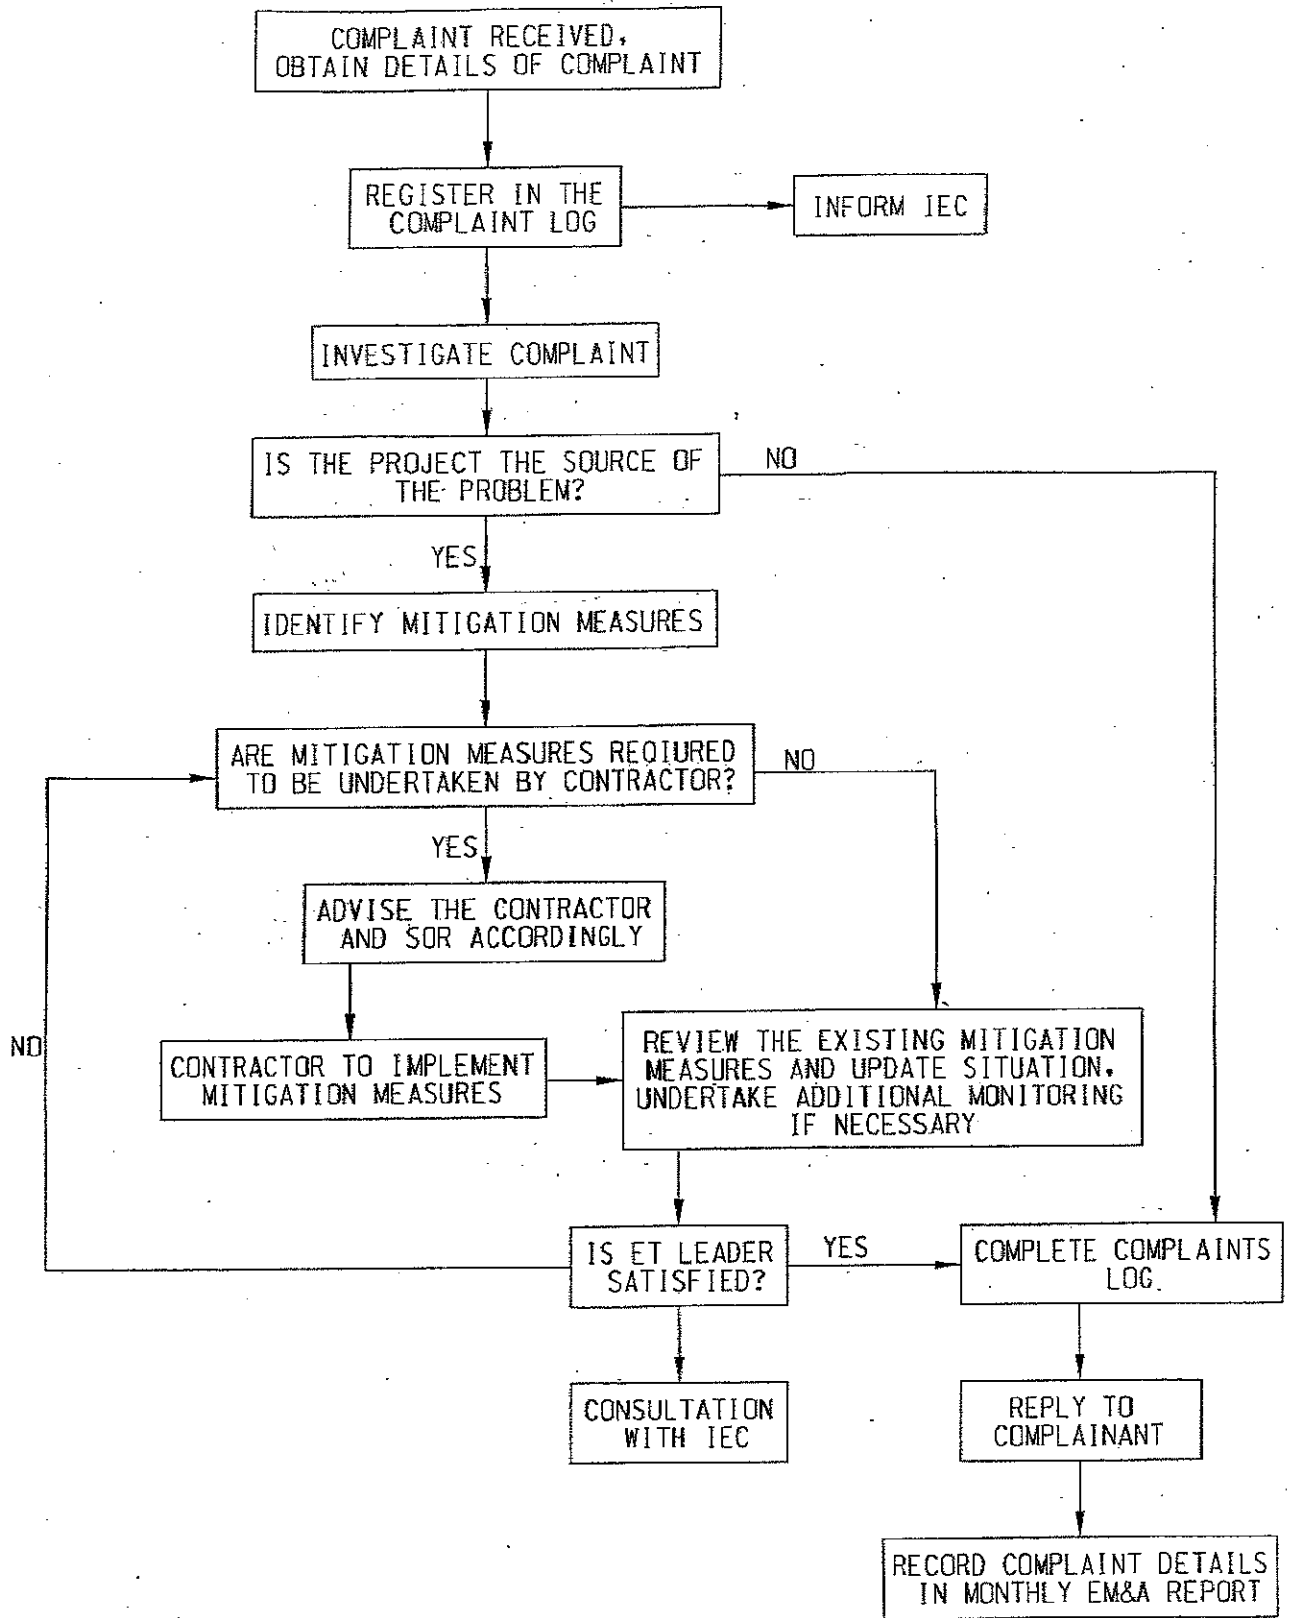 COMPLAINT RECEIVED,
OBTAIN DETAILS OF COMPLAINT
REGISTER IN THE
COMPLAINT LOG
INFORM IEC
INVESTIGATE COMPLAINT
IS THE PROJECT THE SOURCE OF
THE PROBLEM?
NO
YES
IDENTIFY MITIGATION MEASURES
ARE MITIGATION MEASURES REQIURED
TO BE UNDERTAKEN BY CONTRACTOR?
NO
YES
ADVISE THE CONTRACTOR
AND SOR ACCORDINGLY
NO
CONTRACTOR TO IMPLEMENT
MITIGATION MEASURES
REVIEW THE EXISTING MITIGATION
MEASURES AND UPDATE SITUATION,
UNDERTAKE ADDITIONAL MONITORING
IF NECESSARY
IS ET LEADER
SATISFIED?
YES
COMPLETE COMPLAINTS
LOG.
CONSULTATION
WITH IEC
REPLY TO
COMPLAINANT
RECORD COMPLAINT DETAILS
IN MONTHLY EM&A REPORT